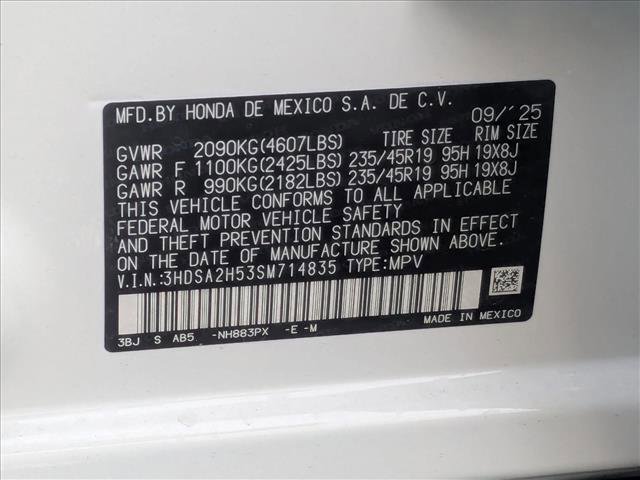 MFD.BY HONDA DE MEXICO S.A. DE C.V. 09/'25
GVWR 2090KG(4607LBS) TIRE SIZE RIM SIZE
GAWR F 1100KG(2425LBS) 235/45R19 95H 19X8J
GAWR R 990KG(2182LBS) 235/45R19 95H 19X8J
THIS VEHICLE CONFORMS TO ALL APPLICABLE
FEDERAL MOTOR VEHICLE SAFETY
AND THEFT PREVENTION STANDARDS IN EFFECT
ON THE DATE OF MANUFACTURE SHOWN ABOVE.
V.I.N.:3HDSA2H53SM714835 TYPE:MPV
3BJ S AB5 -NH883PX -E -M MADE IN MEXICO